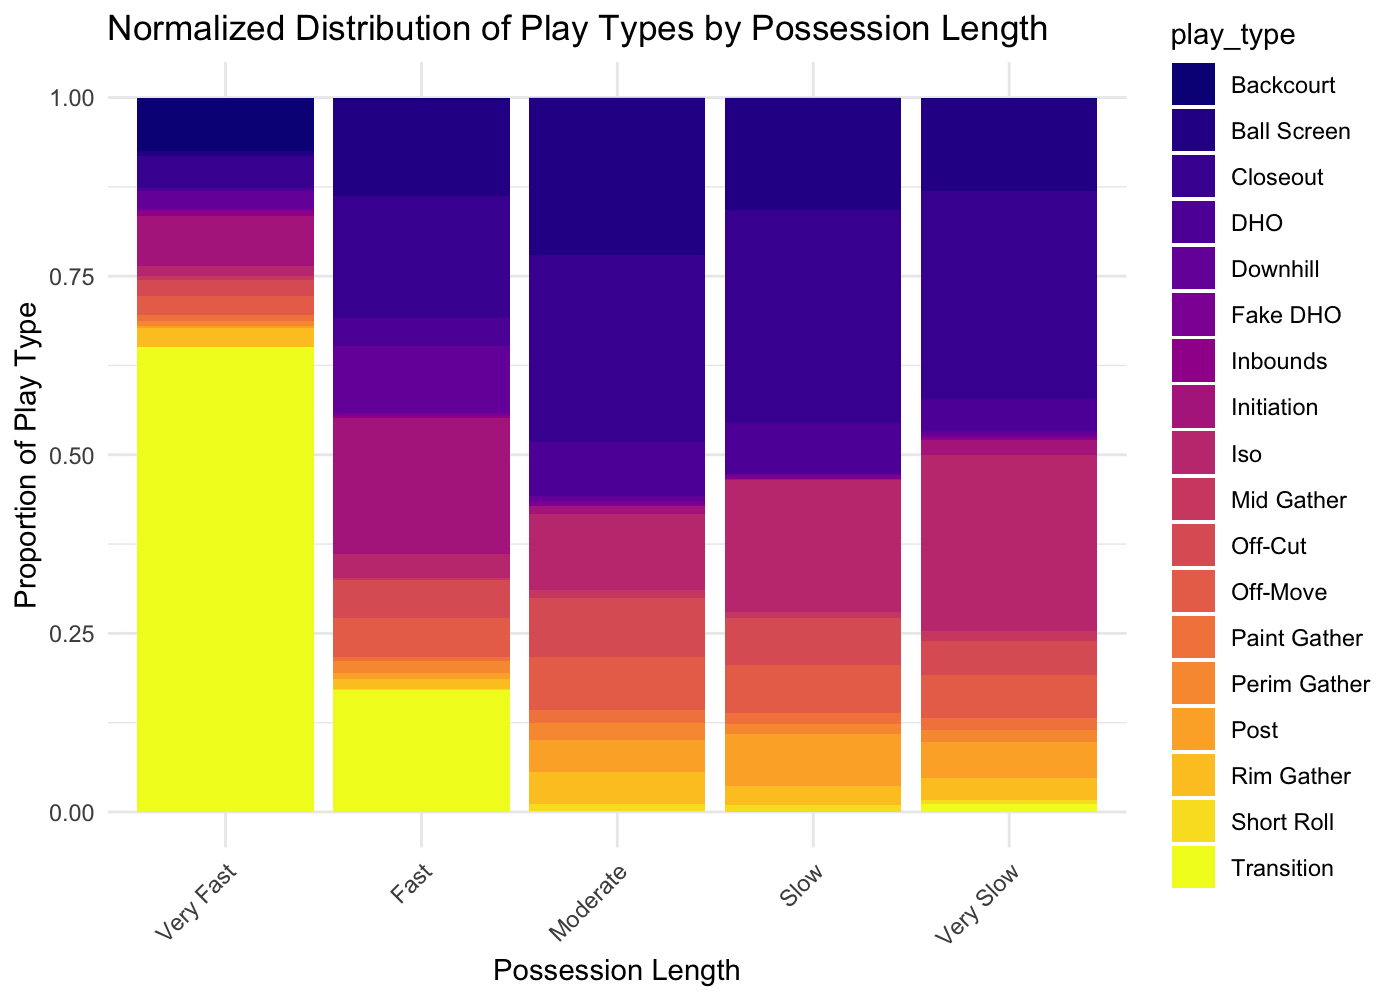 Normalized Distribution of Play Types by Possession Length
play_type
Backcourt
Ball Screen
Closeout
DHO
Downhill
Fake DHO
Inbounds
Initiation
Iso
Mid Gather
Off-Cut
Off-Move
Paint Gather
Perim Gather
Post
Rim Gather
Short Roll
Transition
Proportion of Play Type
1.00
0.75
0.50
0.25
0.00
Very Fast
Fast
Moderate
Slow
Very Slow
Possession Length